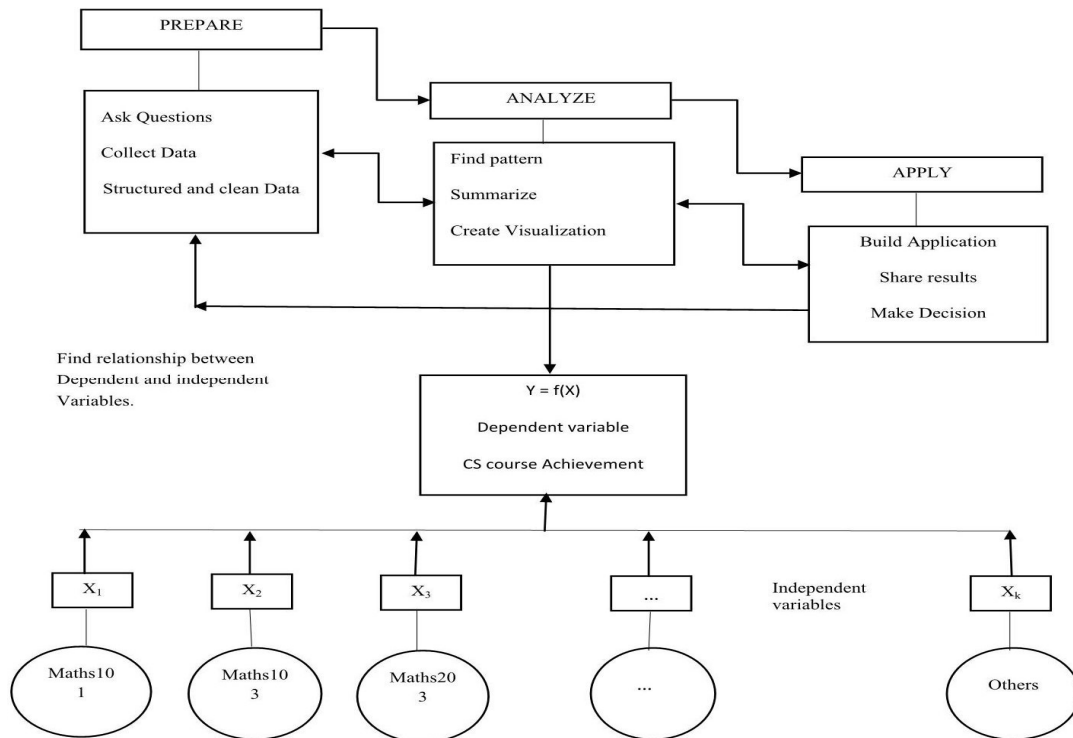 PREPARE
ANALYZE
APPLY
Ask Questions
Collect Data
Structured and clean Data
Find pattern
Summarize
Create Visualization
Build Application
Share results
Make Decision
Find relationship between
Dependent and independent
Variables.
Y = f(X)
Dependent variable
CS course Achievement
X₁
X₂
X₃
...
Independent
variables
Xₖ
Maths10
1
Maths10
3
Maths20
3
...
Others